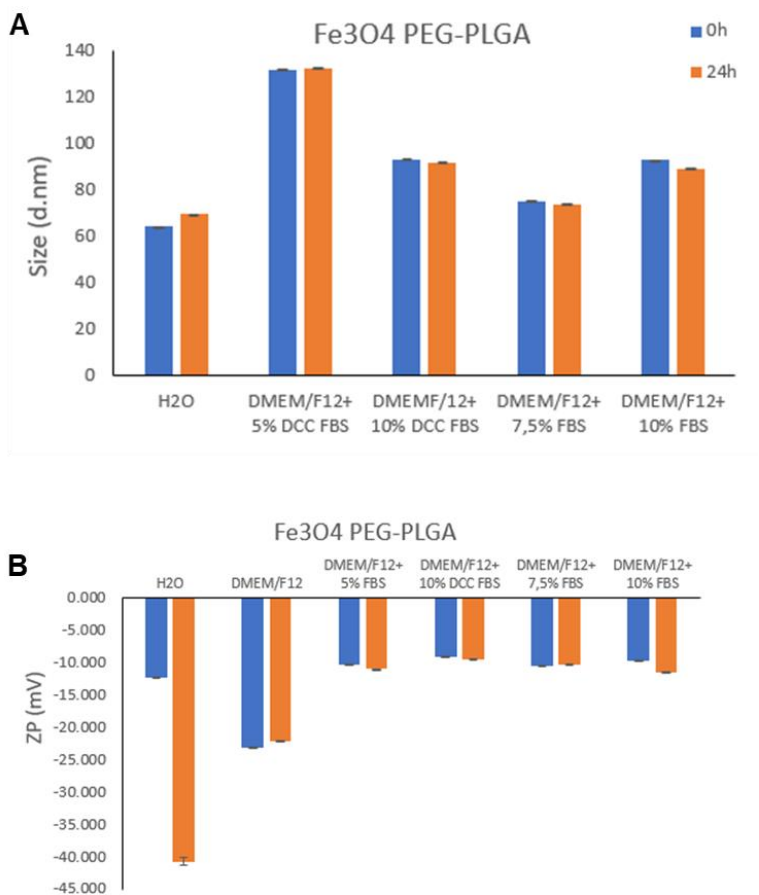 A
Fe3O4 PEG-PLGA
0h
24h
Size (d.nm)
140
120
100
80
60
40
20
0
H2O
DMEM/F12+
5% DCC FBS
DMEMF/12+
10% DCC FBS
DMEM/F12+
7,5% FBS
DMEM/F12+
10% FBS
Fe3O4 PEG-PLGA
B
H2O
DMEM/F12
DMEM/F12+
5% FBS
DMEM/F12+
10% DCC FBS
DMEM/F12+
7,5% FBS
DMEM/F12+
10% FBS
ZP (mV)
0.000
-5.000
-10.000
-15.000
-20.000
-25.000
-30.000
-35.000
-40.000
-45.000